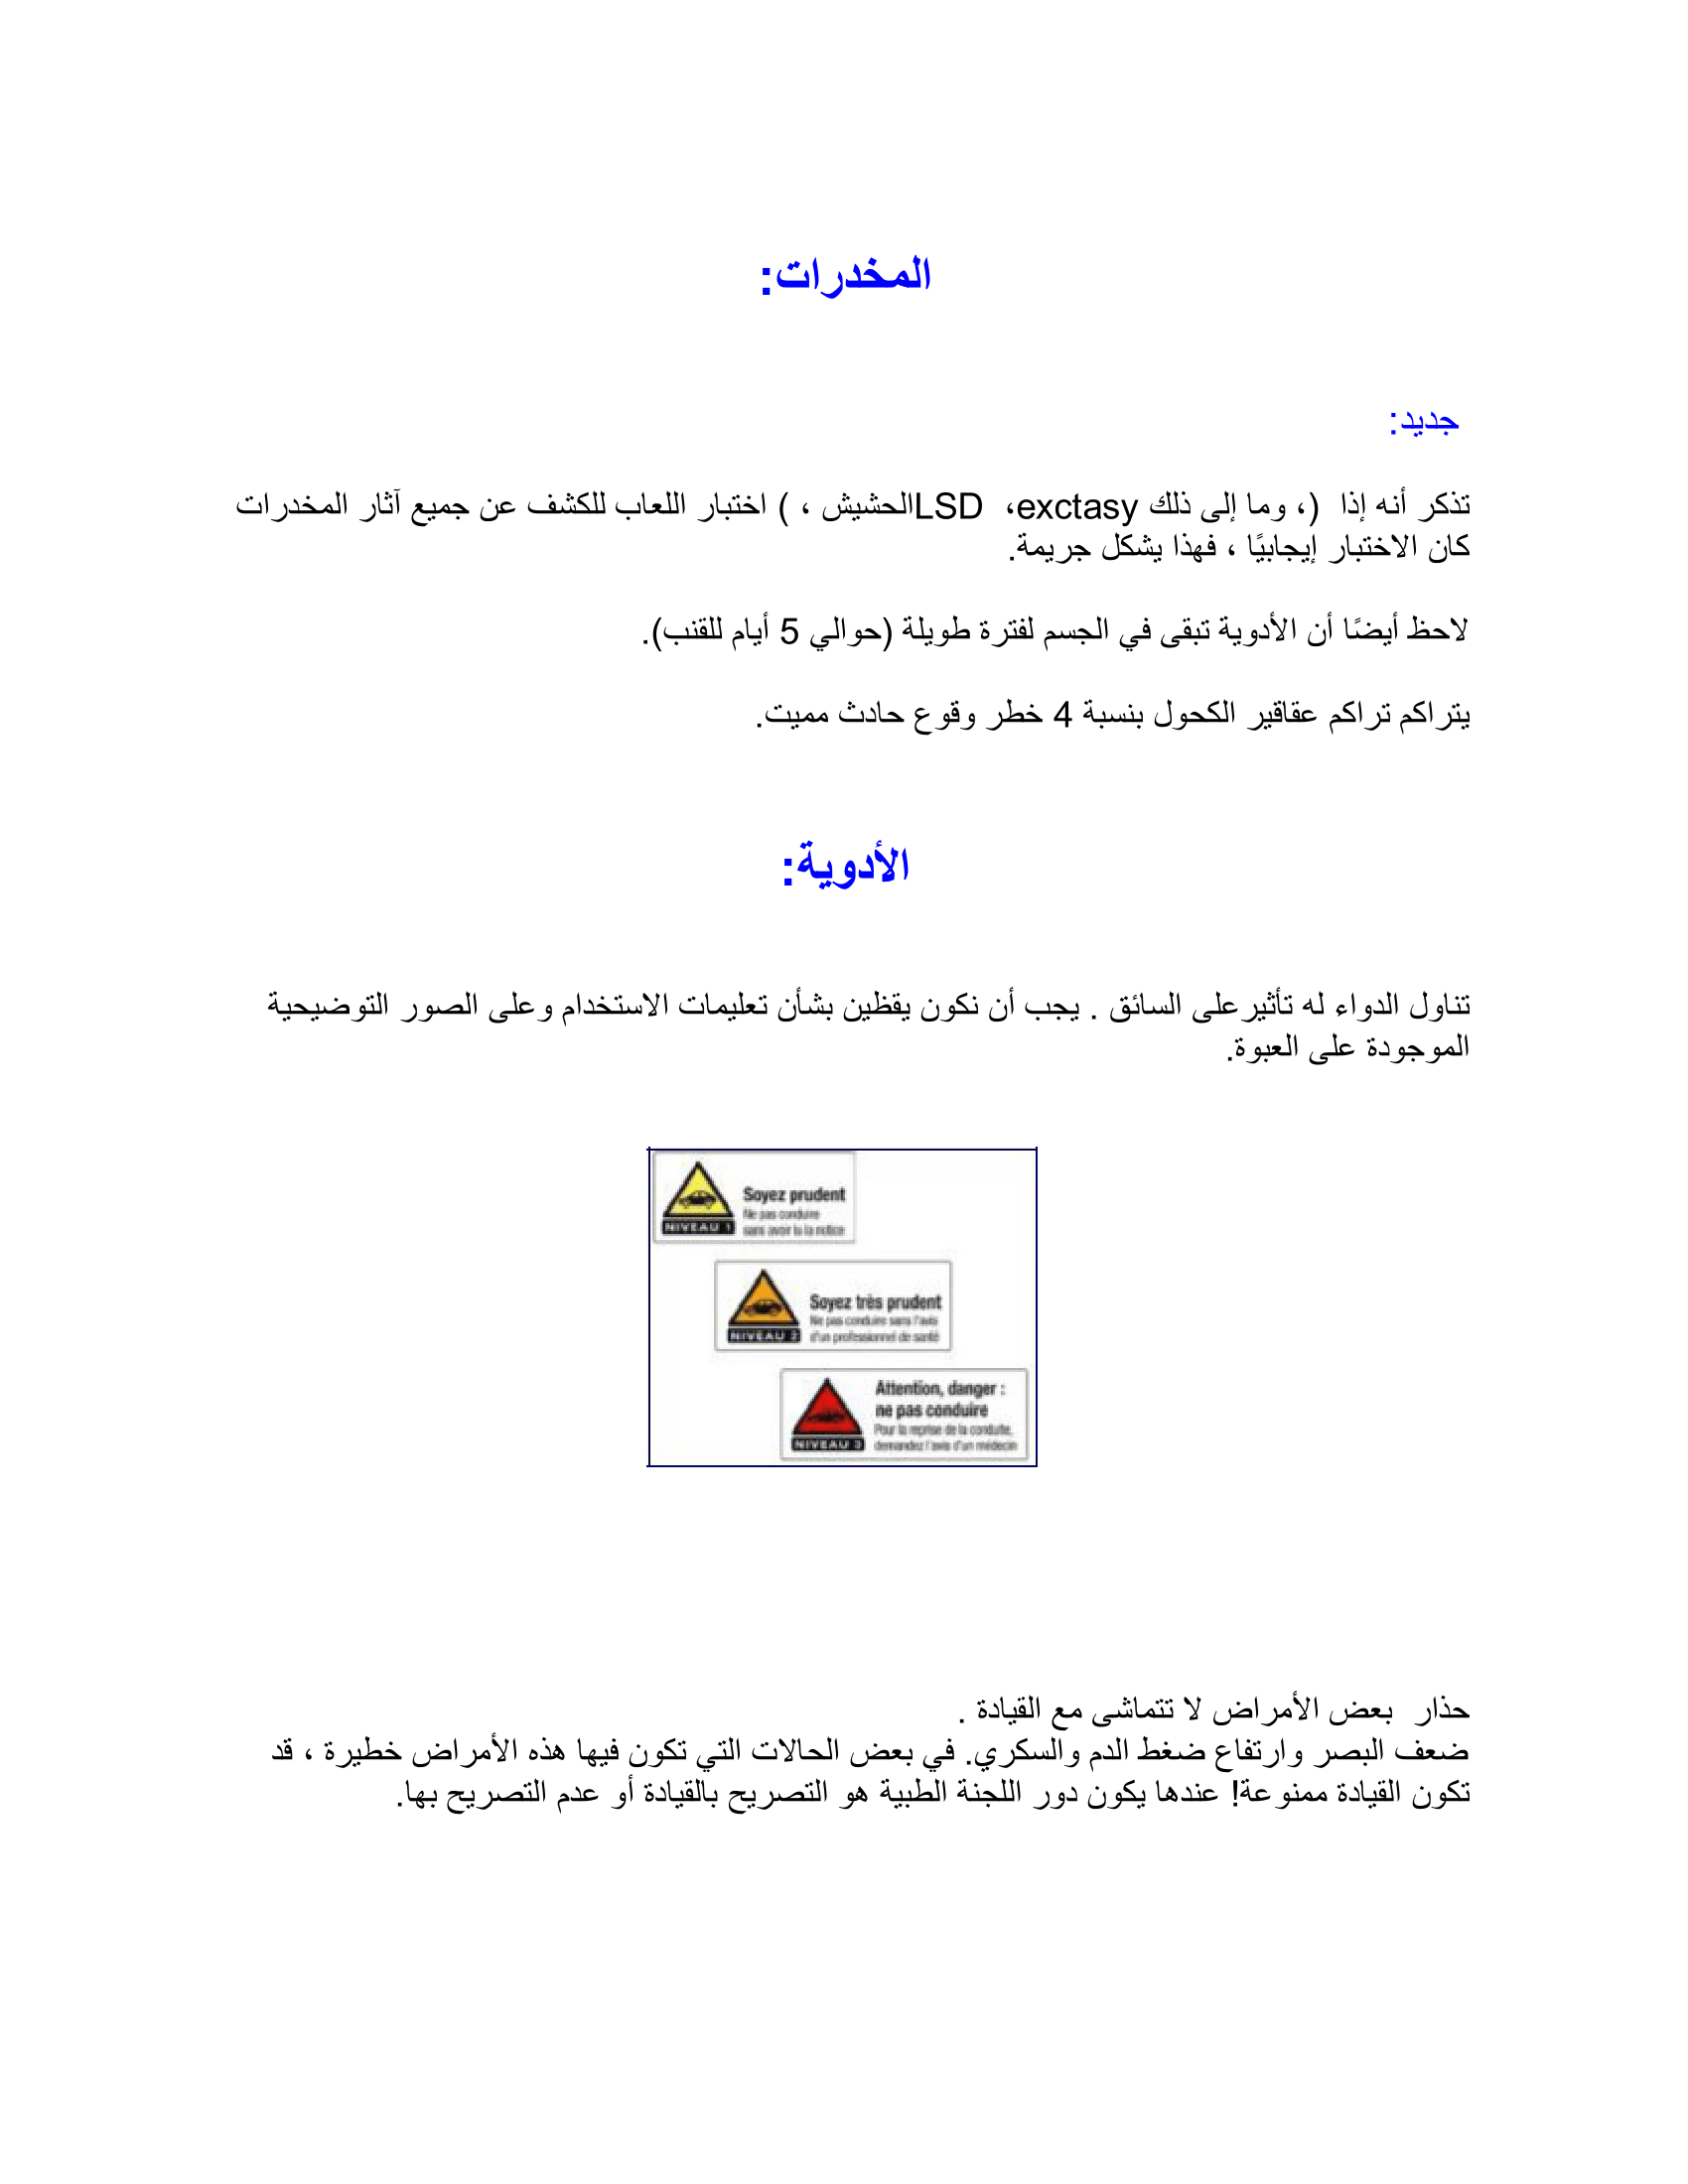 المخدرات:
جديد:
تذكر أنه إذا  (، وما إلى ذلك exctasy،  LSDالحشيش ، ) اختبار اللعاب للكشف عن جميع آثار المخدرات
كان الاختبار إيجابيًا ، فهذا يشكل جريمة.
لاحظ أيضًا أن الأدوية تبقى في الجسم لفترة طويلة (حوالي 5 أيام للقنب).
يتراكم تراكم عقاقير الكحول بنسبة 4 خطر وقوع حادث مميت.
الأدوية:
تناول الدواء له تأثيرعلى السائق . يجب أن نكون يقظين بشأن تعليمات الاستخدام وعلى الصور التوضيحية
الموجودة على العبوة.
Soyez prudent
Ne pas conduire
sans avoir lu la notice
NIVEAU 1
Soyez très prudent
Ne pas conduire sans l'avis
d'un professionnel de santé
NIVEAU 2
Attention, danger :
ne pas conduire
Pour la reprise de la conduite,
demandez l'avis d'un médecin
NIVEAU 3
حذار  بعض الأمراض لا تتماشى مع القيادة .
ضعف البصر وارتفاع ضغط الدم والسكري. في بعض الحالات التي تكون فيها هذه الأمراض خطيرة ، قد
تكون القيادة ممنوعة! عندها يكون دور اللجنة الطبية هو التصريح بالقيادة أو عدم التصريح بها.